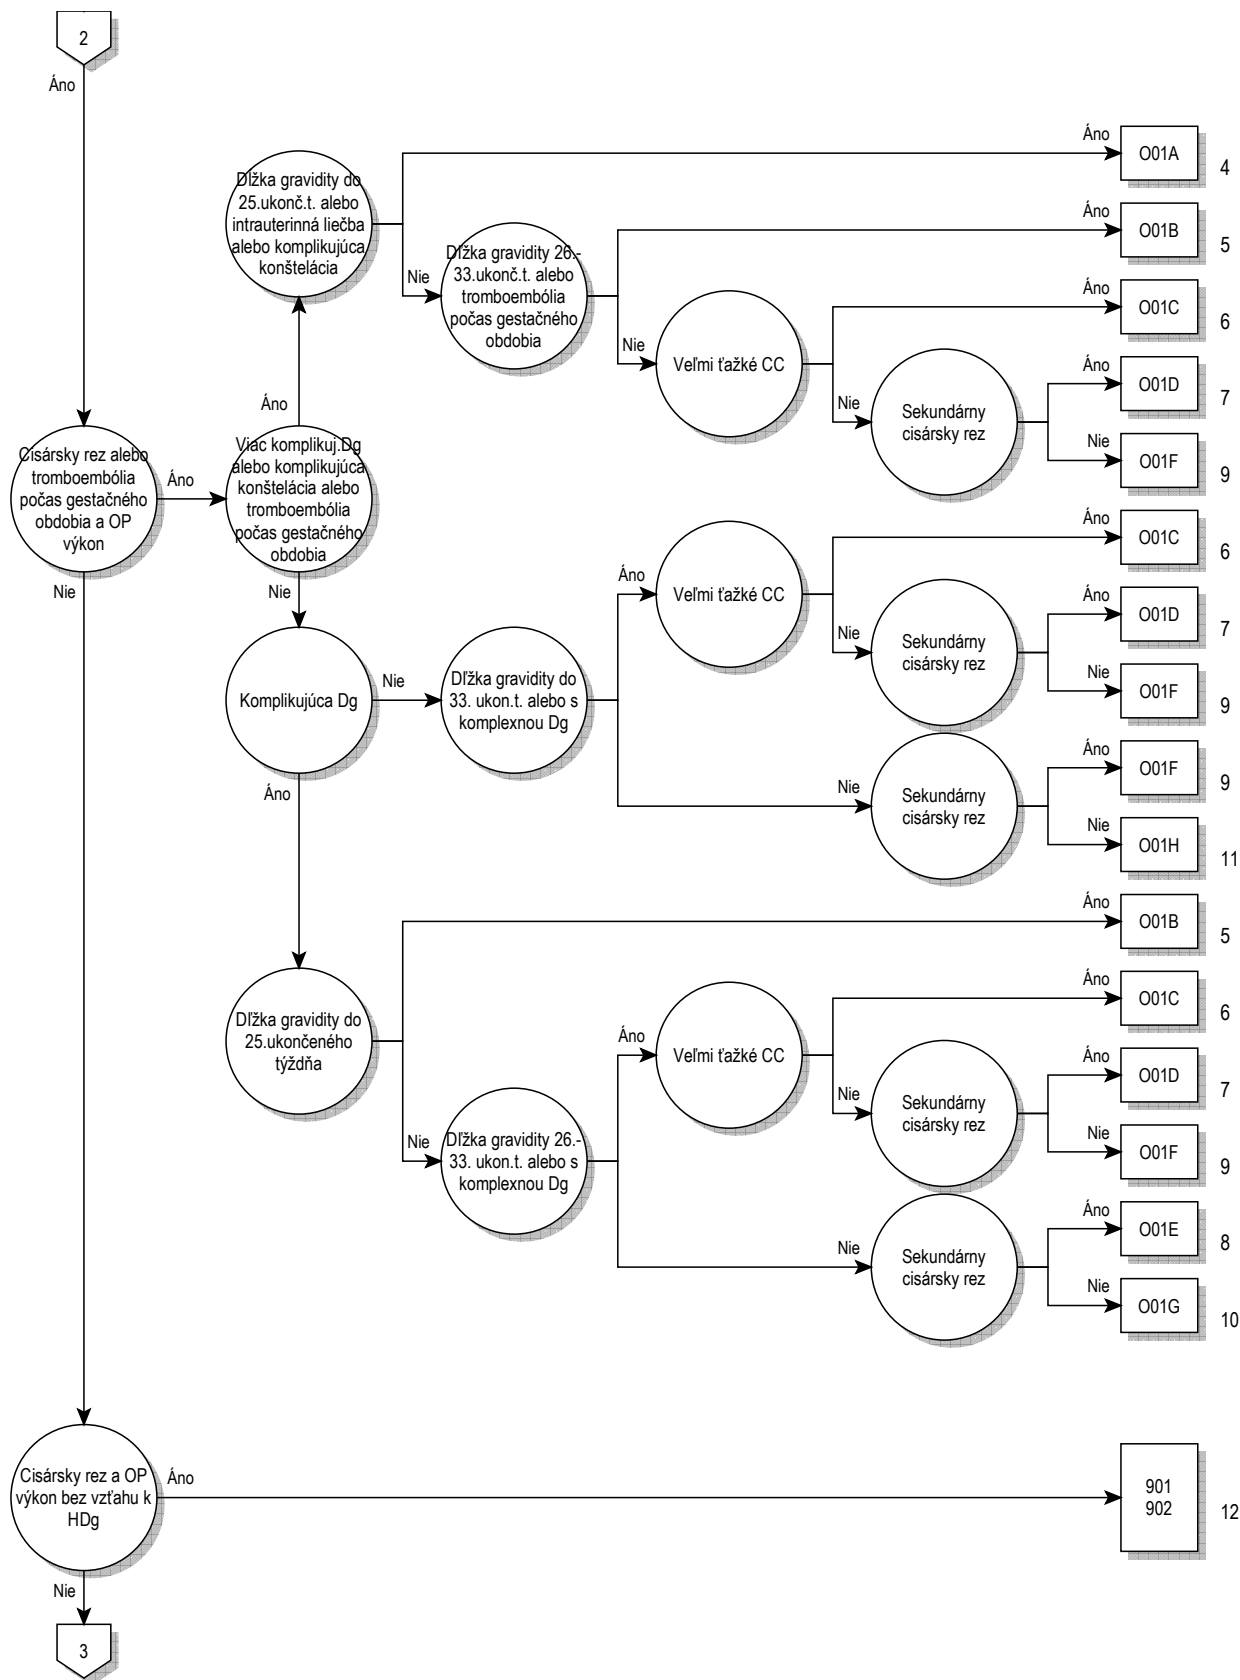 2
Áno
Áno
O01A
4
Dĺžka gravidity do
25.ukonč.t. alebo
intrauterinná liečba
alebo komplikujúca
konštelácia
Áno
O01B
5
Nie
Dĺžka gravidity 26.-
33.ukonč.t. alebo
tromboembólia
počas gestačného
obdobia
Áno
O01C
6
Nie
Veľmi ťažké CC
Áno
O01D
7
Nie
Sekundárny
cisársky rez
Nie
O01F
9
Áno
Cisársky rez alebo
tromboembólia
počas gestačného
obdobia a OP
výkon
Áno
Viac komplikuj.Dg
alebo komplikujúca
konštelácia alebo
tromboembólia
počas gestačného
obdobia
Nie
Nie
Áno
O01C
6
Áno
Veľmi ťažké CC
Áno
O01D
7
Nie
Sekundárny
cisársky rez
Nie
O01F
9
Komplikujúca Dg
Nie
Dĺžka gravidity do
33. ukon.t. alebo s
komplexnou Dg
Áno
O01F
9
Nie
Sekundárny
cisársky rez
Nie
O01H
11
Áno
Áno
O01B
5
Dĺžka gravidity do
25.ukončeného
týždňa
Áno
O01C
6
Áno
Veľmi ťažké CC
Áno
O01D
7
Nie
Sekundárny
cisársky rez
Nie
O01F
9
Nie
Dĺžka gravidity 26.-
33. ukon.t. alebo s
komplexnou Dg
Áno
O01E
8
Nie
Sekundárny
cisársky rez
Nie
O01G
10
Cisársky rez a OP
výkon bez vzťahu k
HDg
Áno
901
902
12
Nie
3